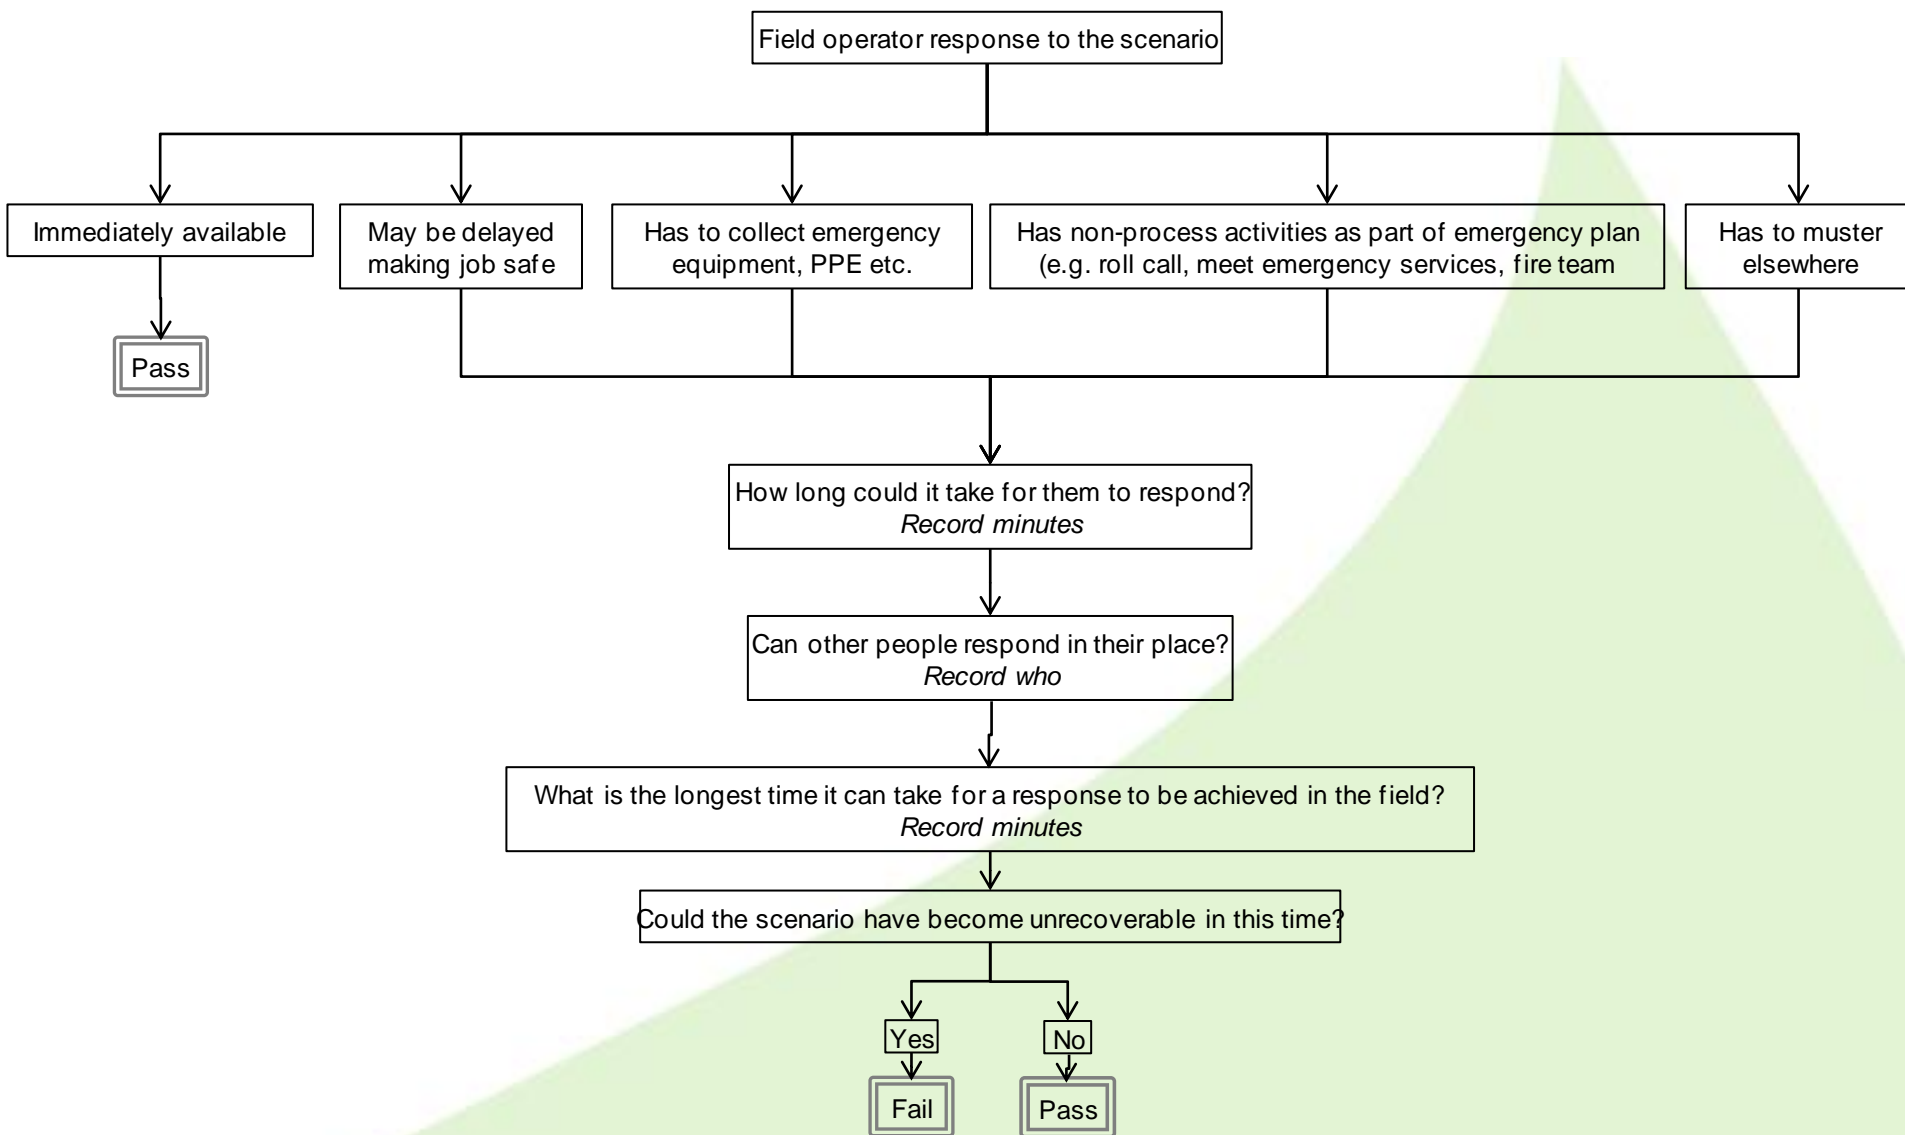 Field operator response to the scenario
Immediately available
May be delayed
making job safe
Has to collect emergency
equipment, PPE etc.
Has non-process activities as part of emergency plan
(e.g. roll call, meet emergency services, fire team
Has to muster
elsewhere
Pass
How long could it take for them to respond?
Record minutes
Can other people respond in their place?
Record who
What is the longest time it can take for a response to be achieved in the field?
Record minutes
Could the scenario have become unrecoverable in this time?
Yes
No
Fail
Pass